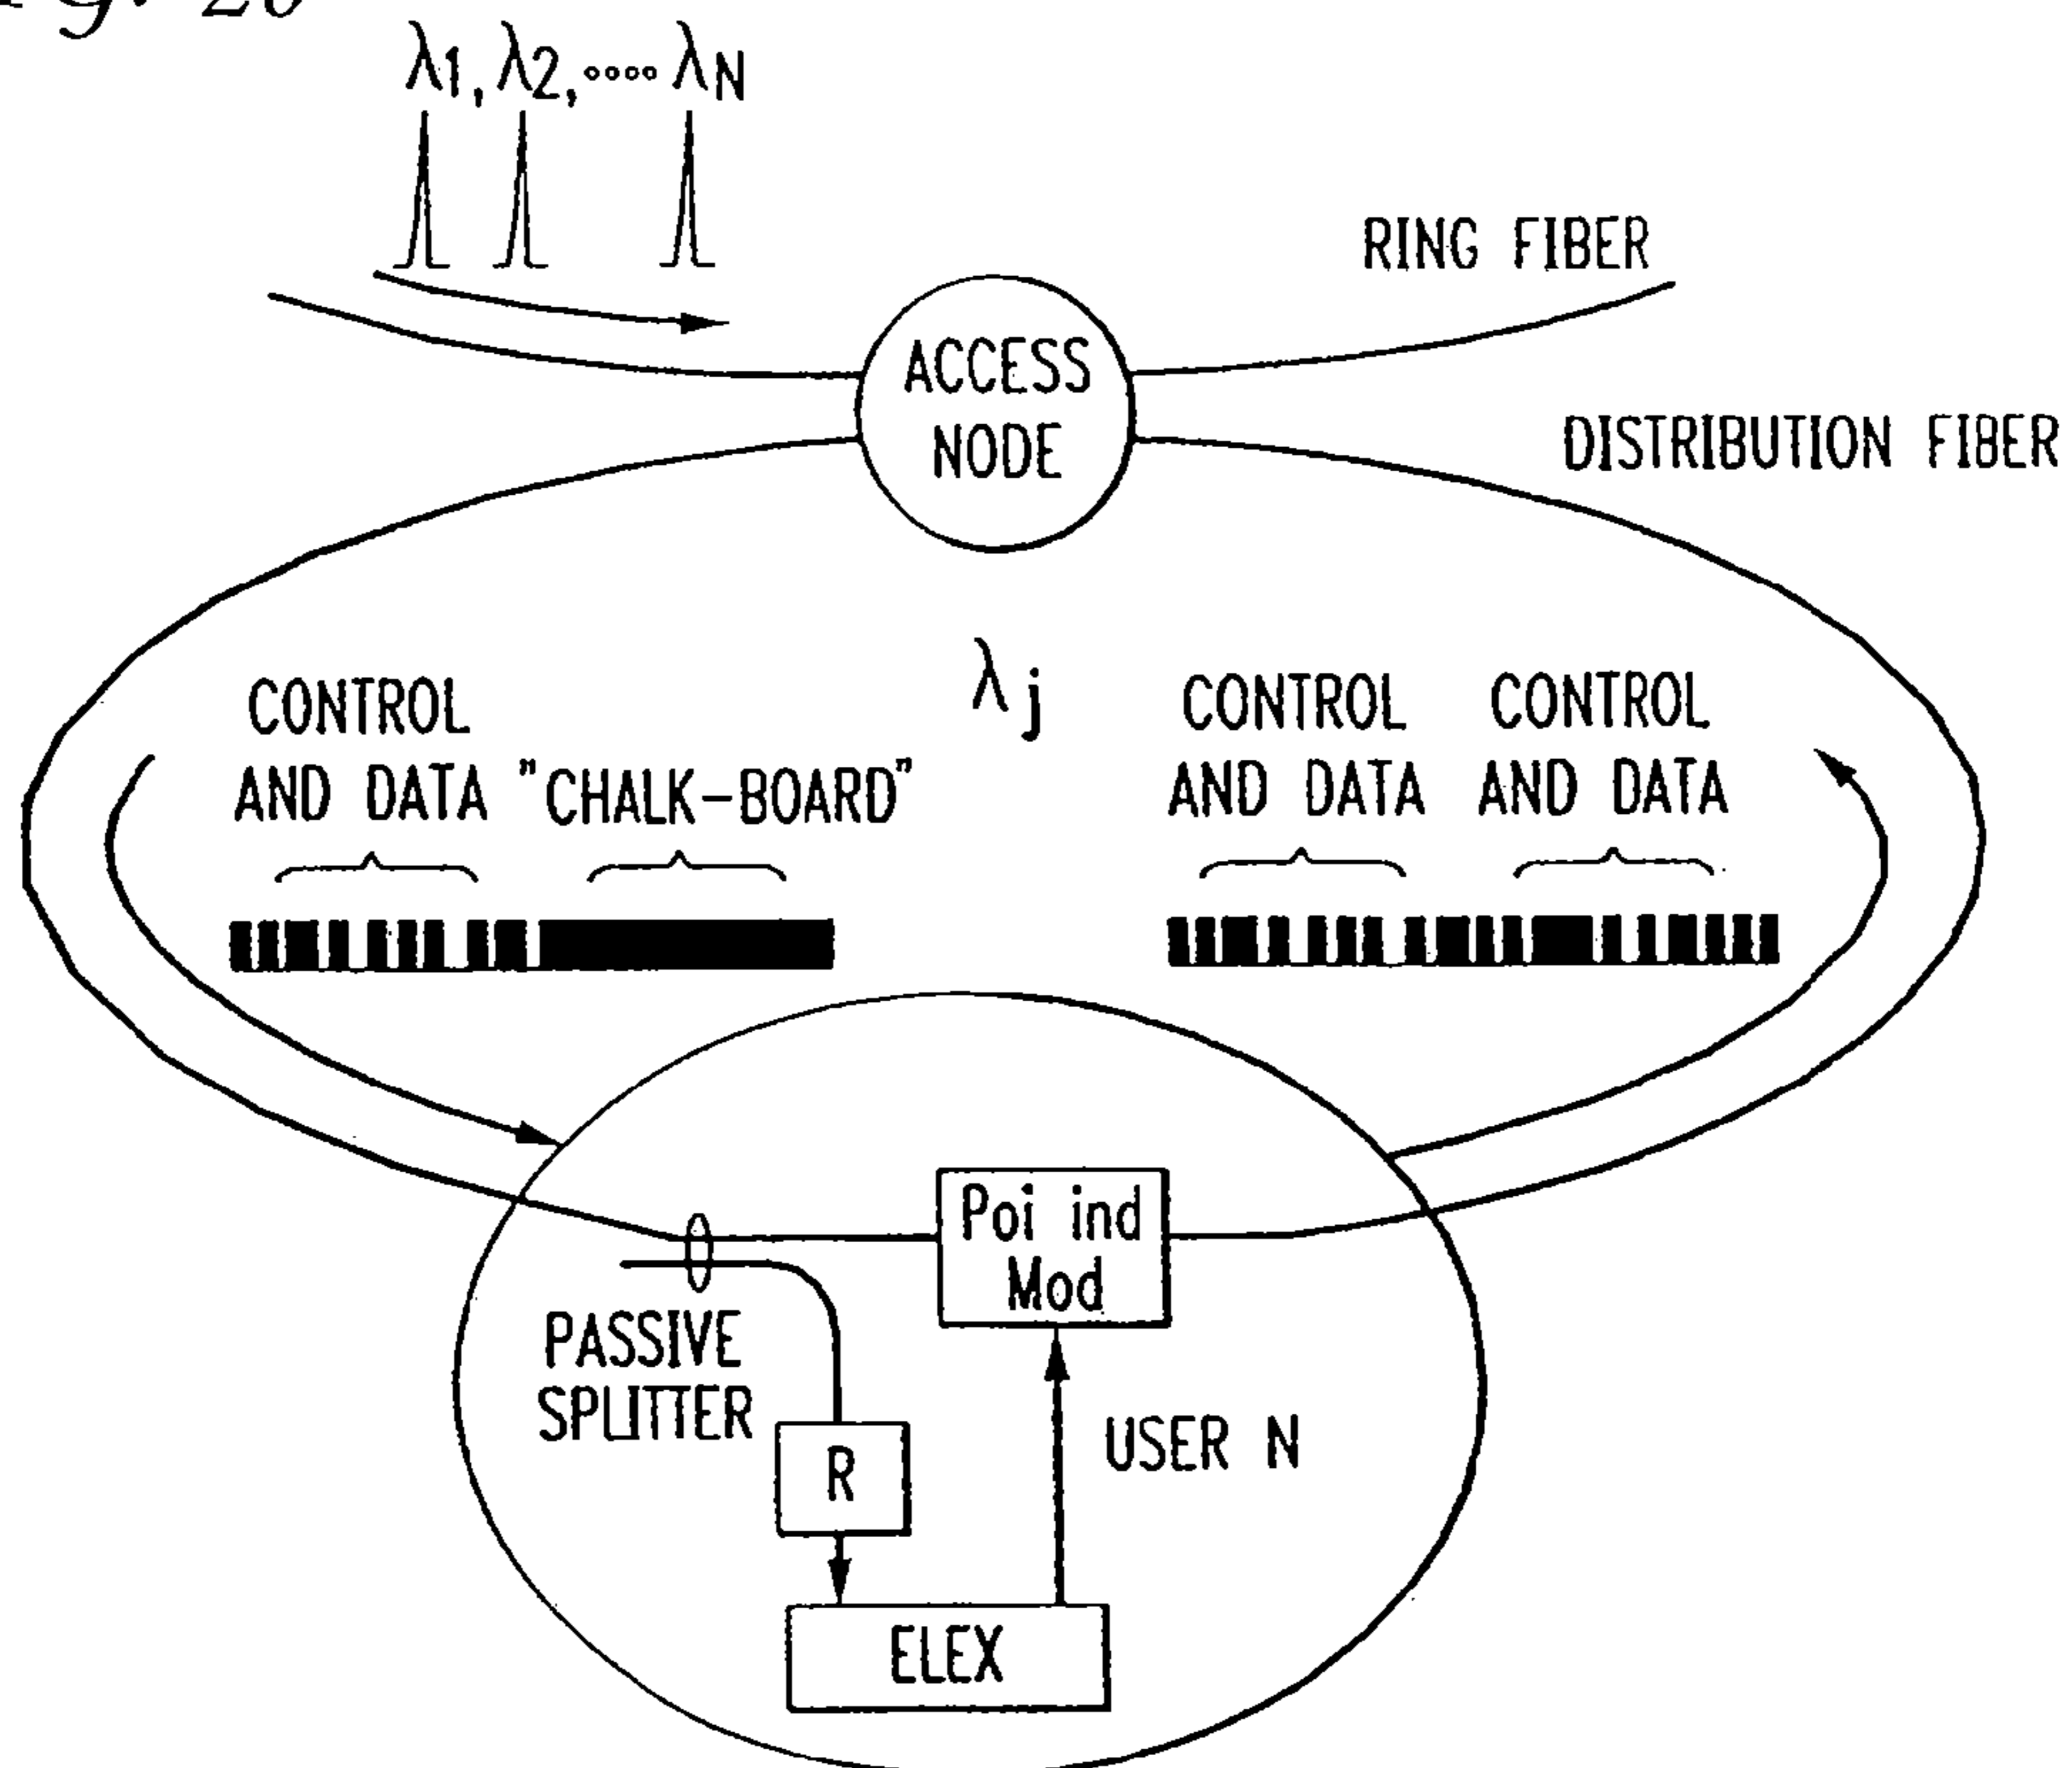 λ1, λ2, ∘∘∘∘ λN
RING FIBER
ACCESS
NODE
DISTRIBUTION FIBER
λj
CONTROL
AND DATA
"CHALK-BOARD"
CONTROL
AND DATA
CONTROL
AND DATA
Poi ind
Mod
PASSIVE
SPLITTER
R
USER N
ELEX